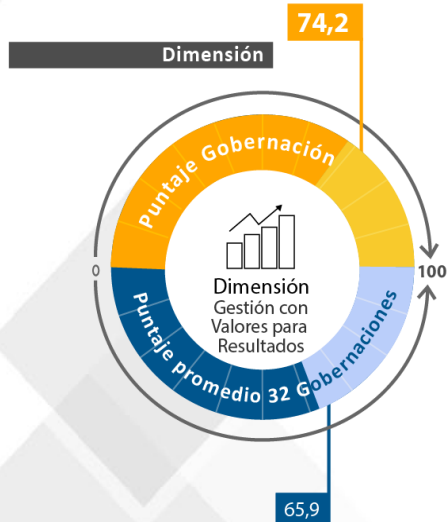 74,2
Dimensión
Puntaje Gobernación
0
100
Dimensión
Gestión con
Valores para
Resultados
Puntaje promedio 32 Gobernaciones
65,9